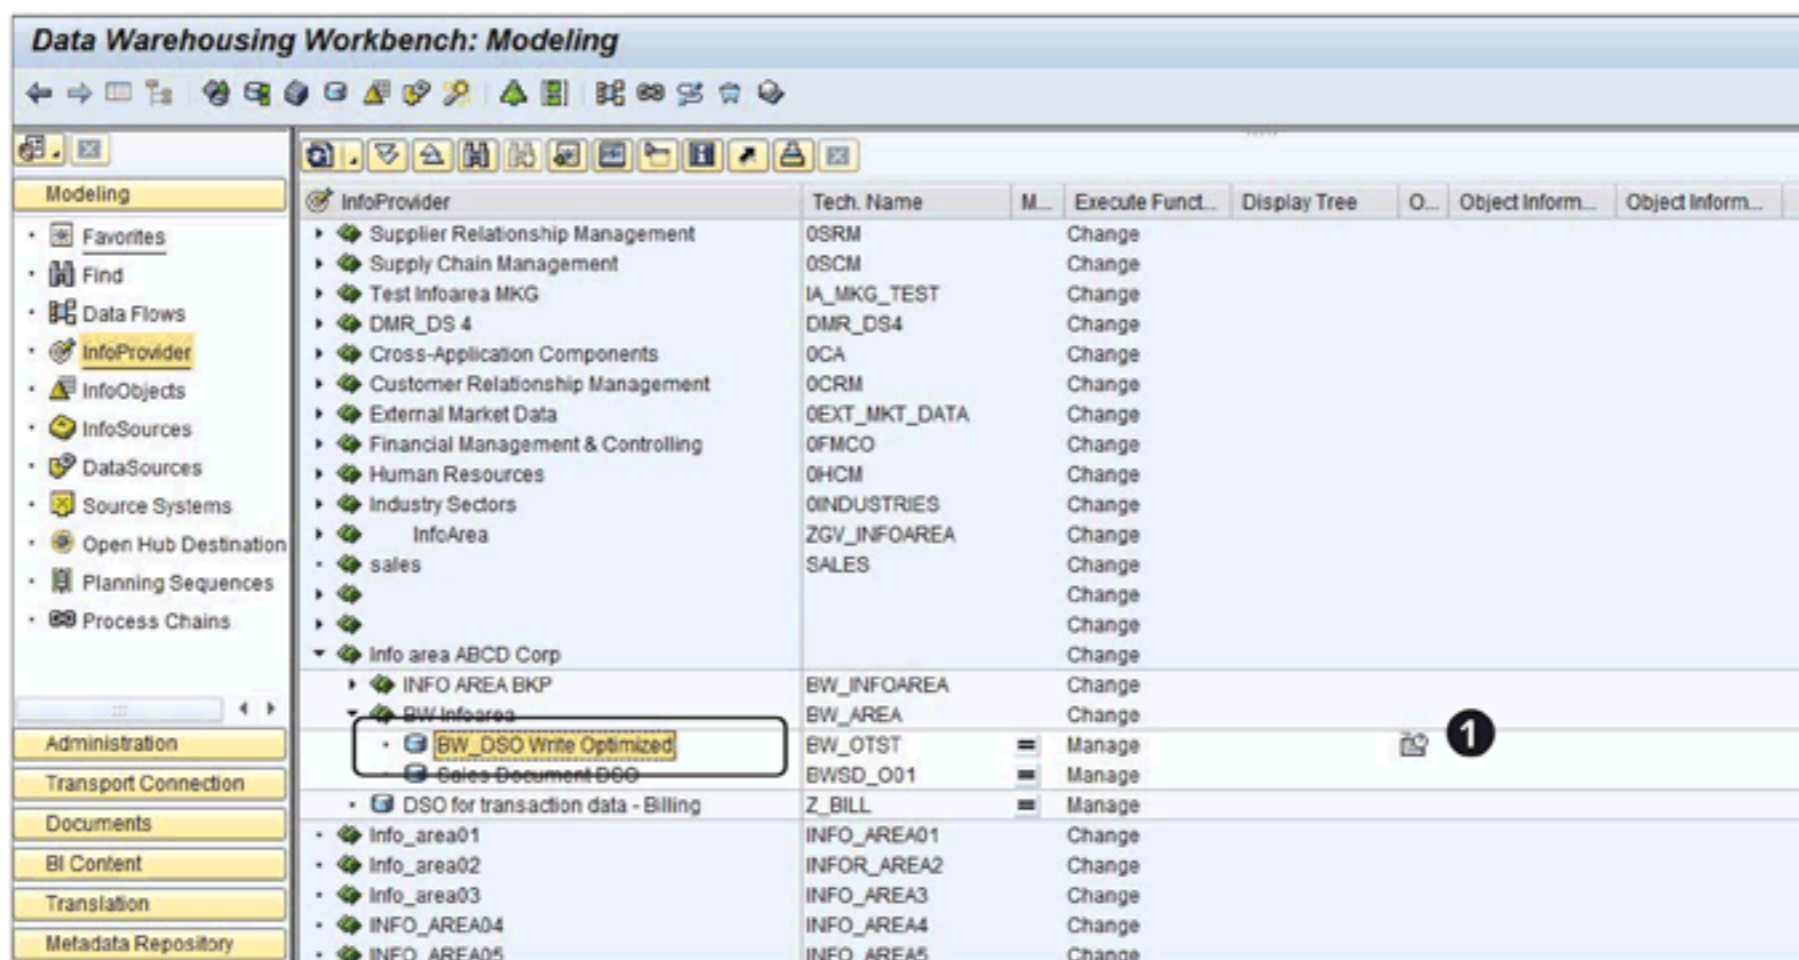 Data Warehousing Workbench: Modeling
Modeling
Favorites
Find
Data Flows
InfoProvider
InfoObjects
InfoSources
DataSources
Source Systems
Open Hub Destination
Planning Sequences
Process Chains
Administration
Transport Connection
Documents
BI Content
Translation
Metadata Repository
InfoProvider Tech. Name M... Execute Funct... Display Tree O... Object Inform... Object Inform...
Supplier Relationship Management 0SRM Change
Supply Chain Management 0SCM Change
Test Infoarea MKG IA_MKG_TEST Change
DMR_DS 4 DMR_DS4 Change
Cross-Application Components 0CA Change
Customer Relationship Management 0CRM Change
External Market Data 0EXT_MKT_DATA Change
Financial Management & Controlling 0FMCO Change
Human Resources 0HCM Change
Industry Sectors 0INDUSTRIES Change
InfoArea ZGV_INFOAREA Change
sales SALES Change
Change
Change
Info area ABCD Corp Change
INFO AREA BKP BW_INFOAREA Change
BW Infoarea BW_AREA Change
BW_DSO Write Optimized BW_OTST = Manage 1
Sales Document DSO BWSD_O01 = Manage
DSO for transaction data - Billing Z_BILL = Manage
Info_area01 INFO_AREA01 Change
Info_area02 INFOR_AREA2 Change
Info_area03 INFO_AREA3 Change
INFO_AREA04 INFO_AREA4 Change
INFO_AREA05 INFO_AREA5 Change